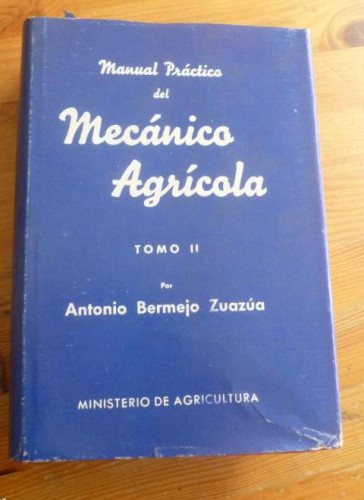 Manual Práctico
del
Mecánico
Agrícola
TOMO II
Por
Antonio Bermejo Zuazúa
MINISTERIO DE AGRICULTURA